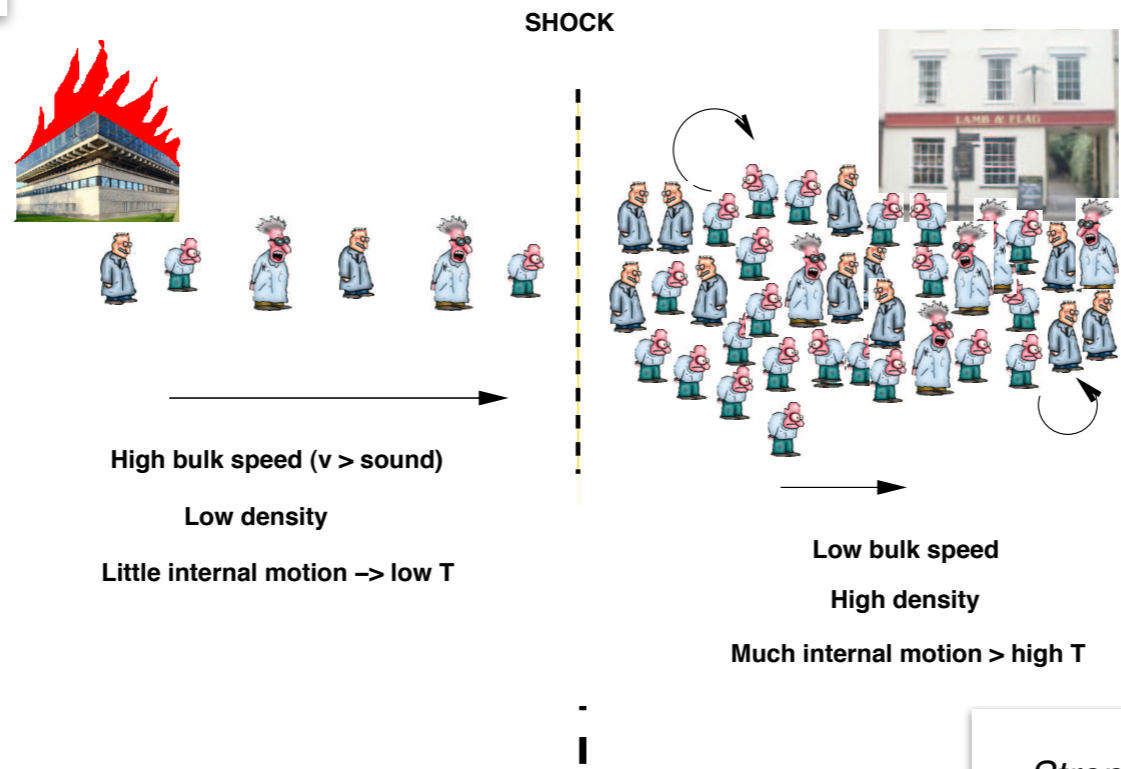 SHOCK
LAMB & FLAG
High bulk speed (v > sound)
Low density
Little internal motion –> low T
Low bulk speed
High density
Much internal motion > high T